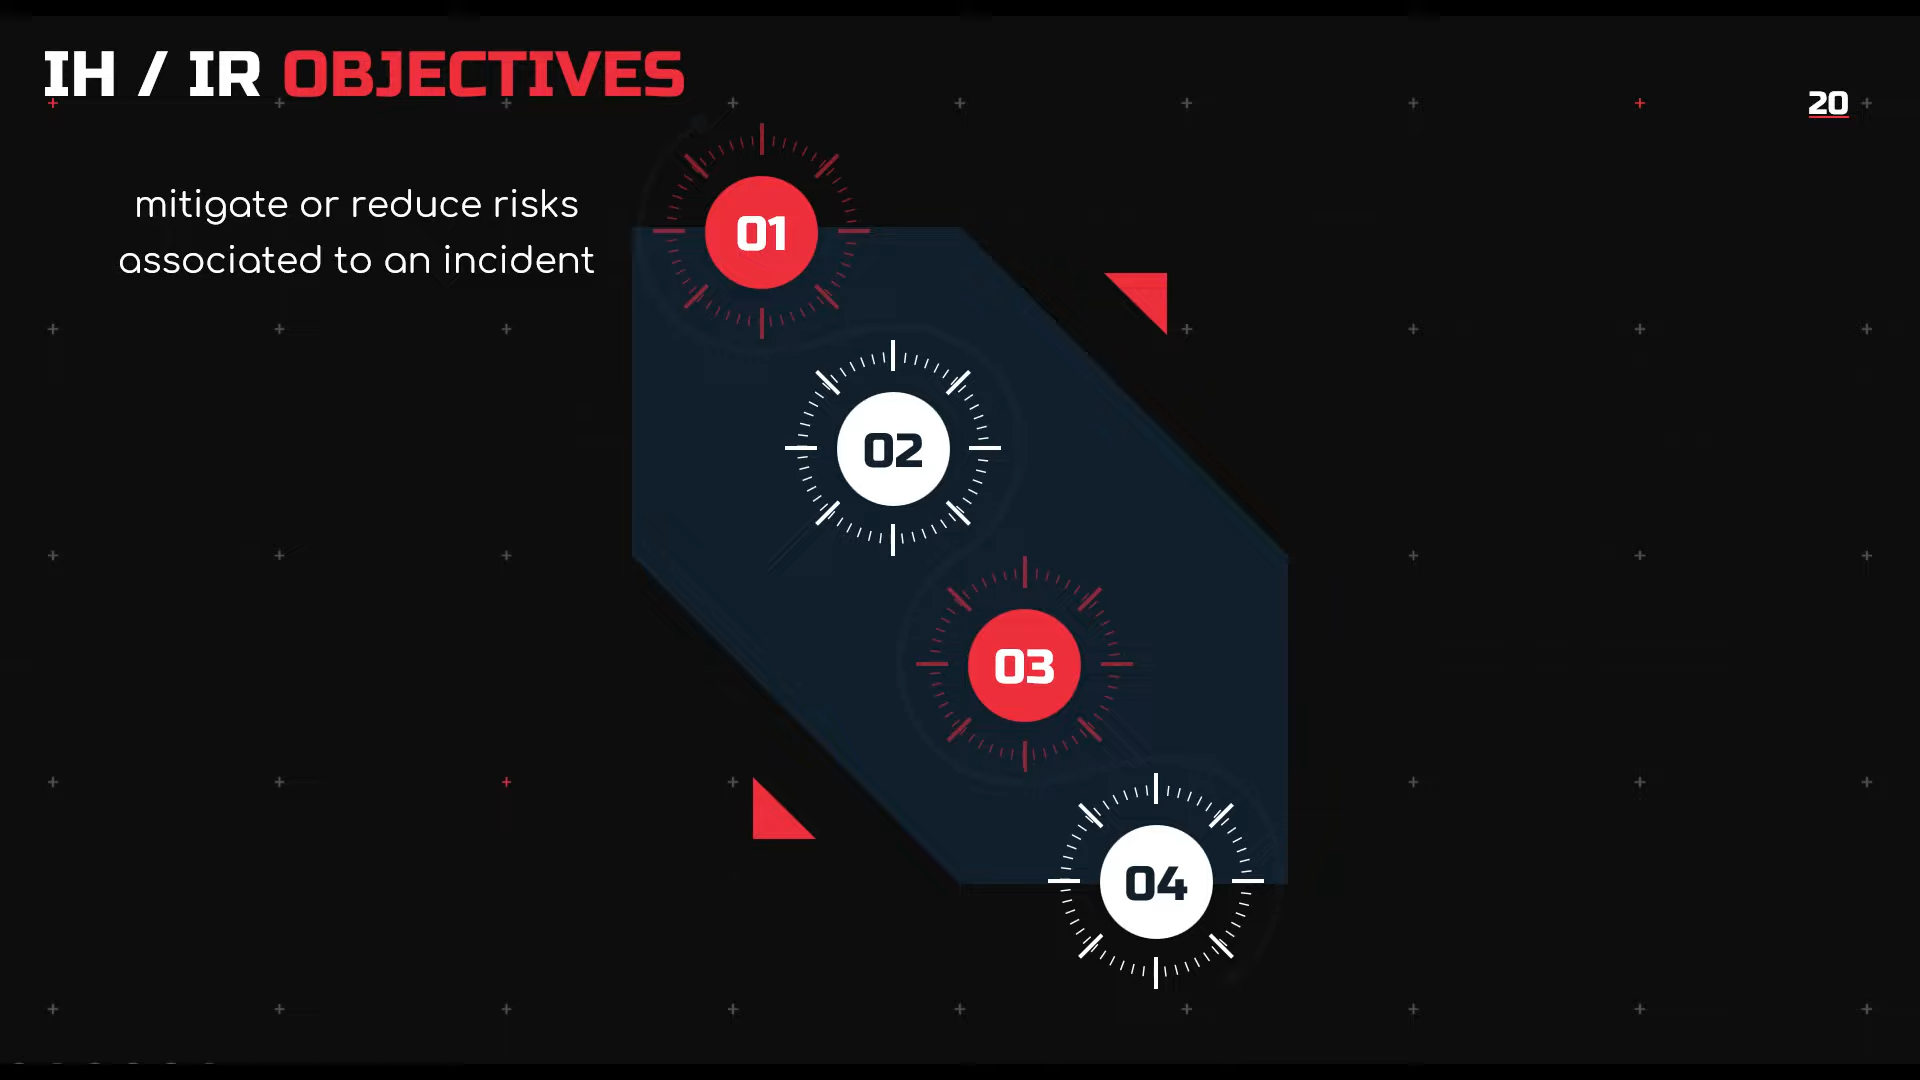 IH / IR OBJECTIVES
20
mitigate or reduce risks
associated to an incident
01
02
03
04